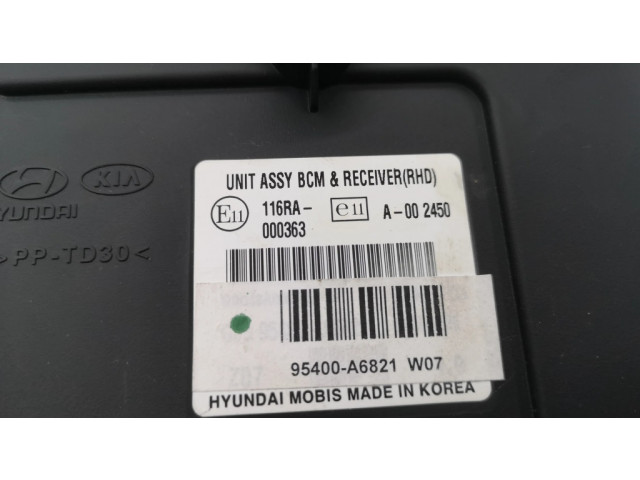 UNIT ASSY BCM & RECEIVER(RHD)
E11 116RA- e11 A-00 2450
000363
KIA
HYUNDAI
>PP-TD30<
95400-A6821 W07
HYUNDAI MOBIS MADE IN KOREA